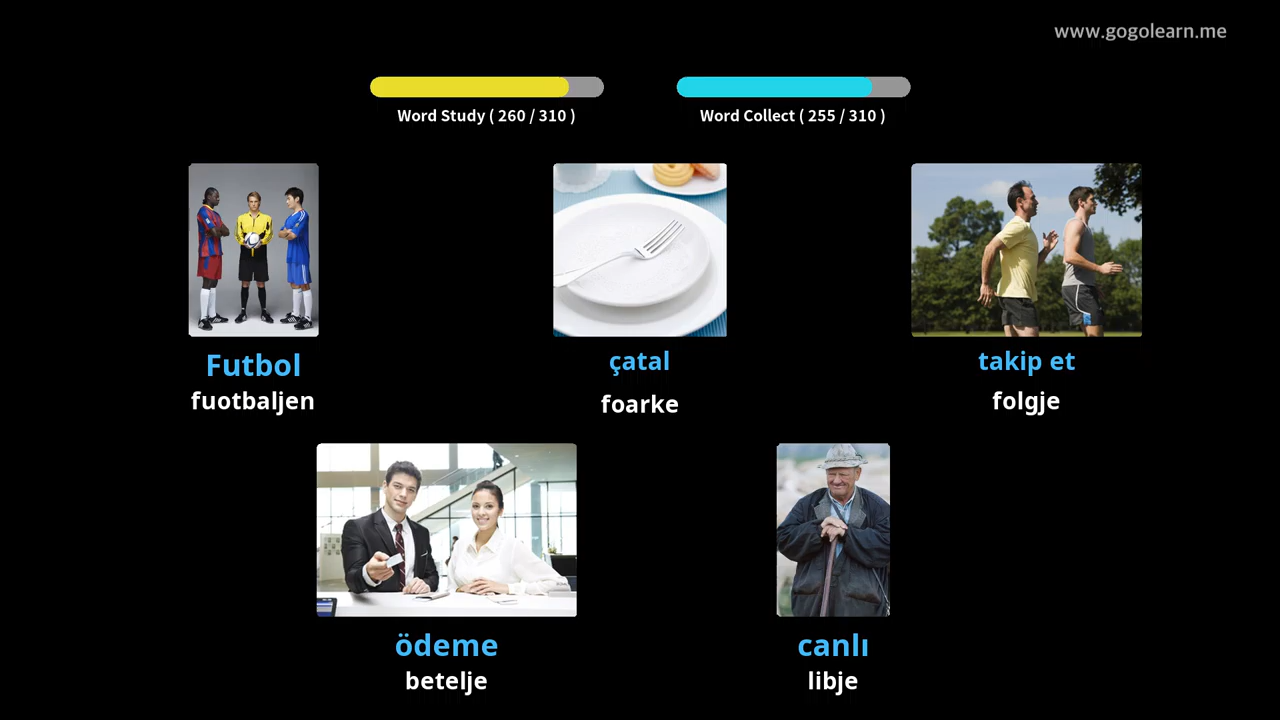 www.gogolearn.me
Word Study ( 260 / 310 )
Word Collect ( 255 / 310 )
Futbol
fuotbaljen
çatal
foarke
takip et
folgje
ödeme
betelje
canlı
libje